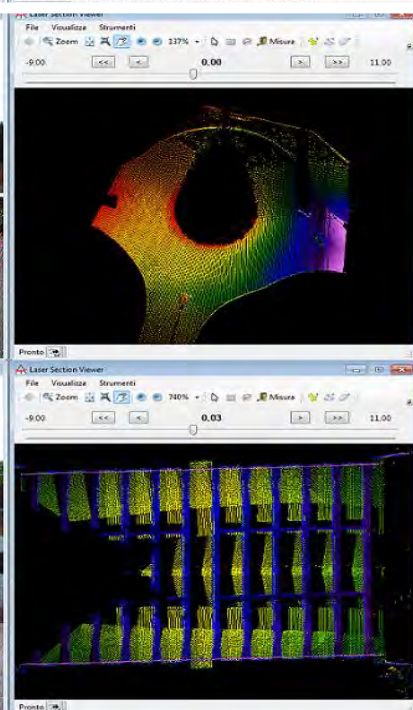 Laser Section Viewer
File Visualizza Strumenti
Zoom 337% Misura
-9.00 << < 0.00 > >> 11.00
Pronto
Laser Section Viewer
File Visualizza Strumenti
Zoom 740% Misura
-9.00 << < 0.03 > >> 11.00
Pronto